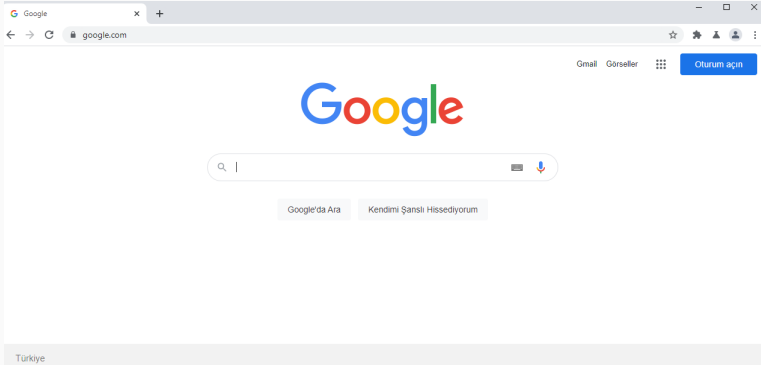 Google
google.com
Gmail Görseller Oturum açın
Google
Google'da Ara Kendimi Şanslı Hissediyorum
Türkiye